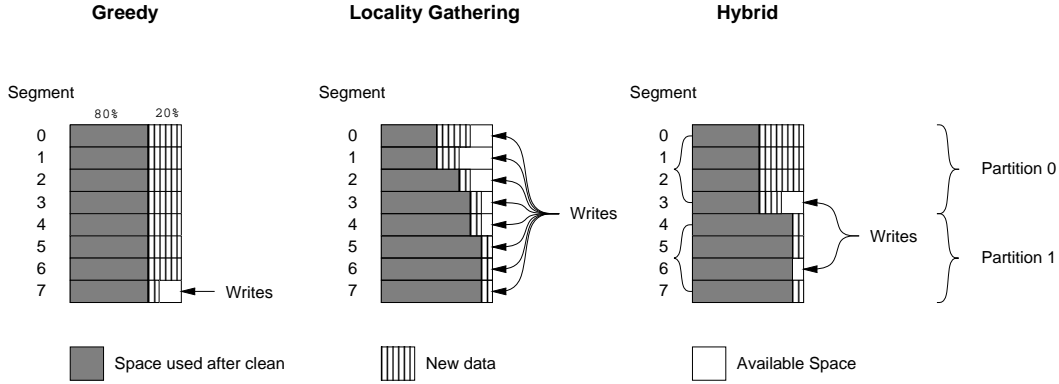 Greedy
Locality Gathering
Hybrid
Segment
80% 20%
0
1
2
3
4
5
6
7
Writes
Segment
0
1
2
3
4
5
6
7
Writes
Segment
0
1
2
3
4
5
6
7
Writes
Partition 0
Partition 1
Space used after clean
New data
Available Space